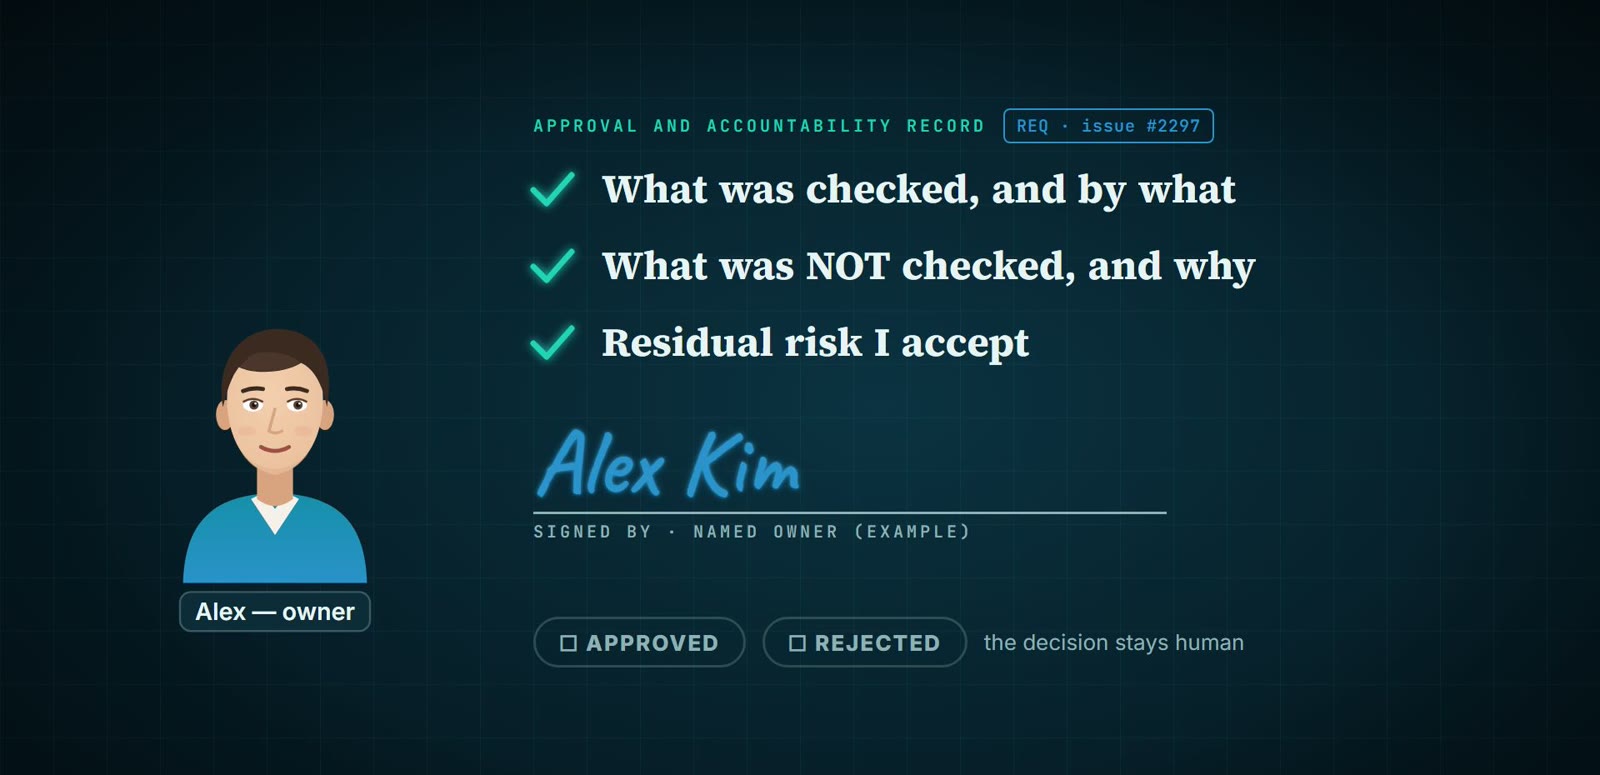 APPROVAL AND ACCOUNTABILITY RECORD REQ · issue #2297
What was checked, and by what
What was NOT checked, and why
Residual risk I accept
Alex Kim
SIGNED BY · NAMED OWNER (EXAMPLE)
Alex — owner
☐ APPROVED ☐ REJECTED the decision stays human